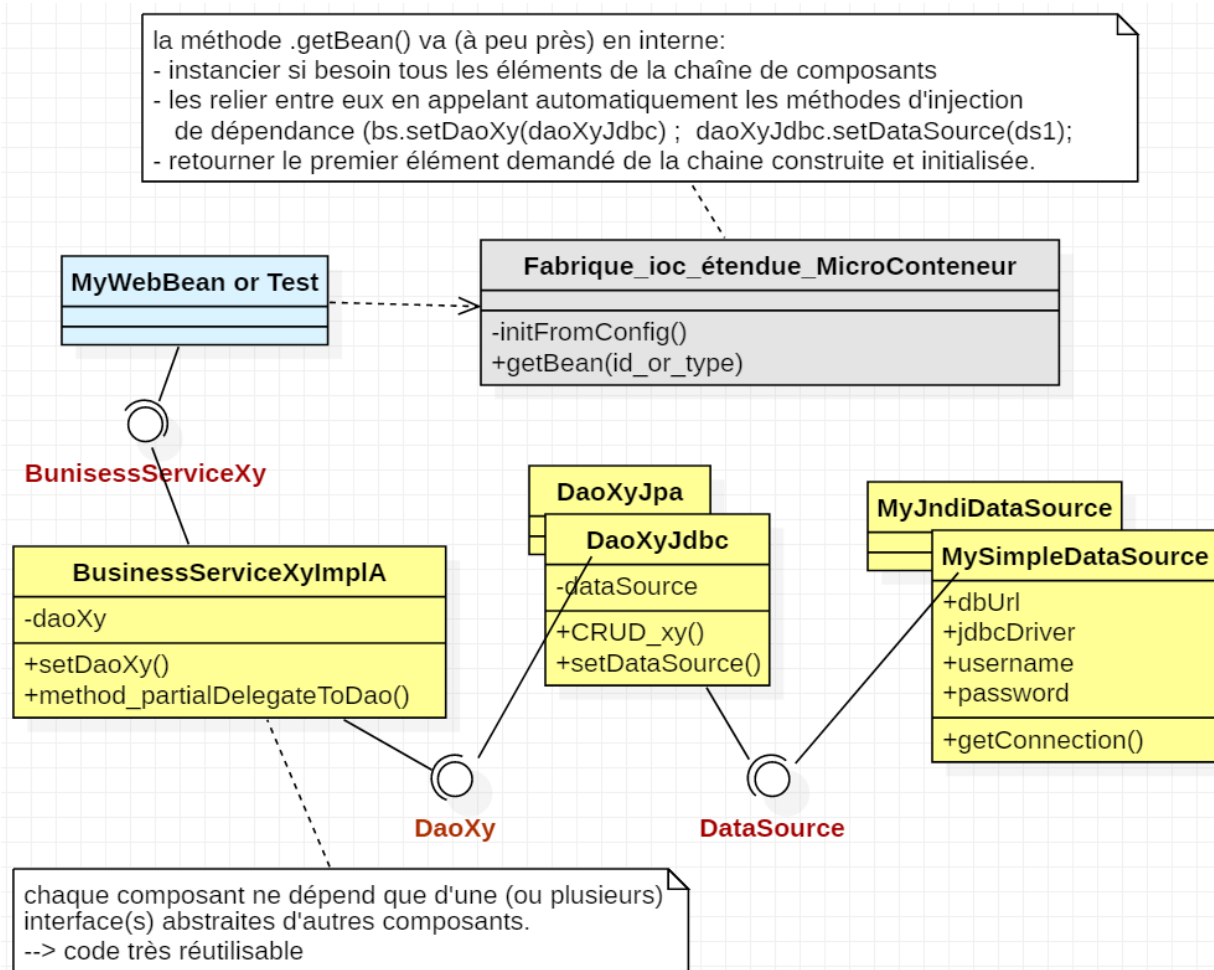 la méthode .getBean() va (à peu près) en interne:
- instancier si besoin tous les éléments de la chaîne de composants
- les relier entre eux en appelant automatiquement les méthodes d'injection
de dépendance (bs.setDaoXy(daoXyJdbc) ;  daoXyJdbc.setDataSource(ds1);
- retourner le premier élément demandé de la chaine construite et initialisée.
MyWebBean or Test
Fabrique_ioc_étendue_MicroConteneur
-initFromConfig()
+getBean(id_or_type)
BunisessServiceXy
DaoXyJpa
DaoXyJdbc
-dataSource
+CRUD_xy()
+setDataSource()
MyJndiDataSource
MySimpleDataSource
+dbUrl
+jdbcDriver
+username
+password
+getConnection()
BusinessServiceXyImplA
-daoXy
+setDaoXy()
+method_partialDelegateToDao()
DaoXy
DataSource
chaque composant ne dépend que d'une (ou plusieurs)
interface(s) abstraites d'autres composants.
--> code très réutilisable